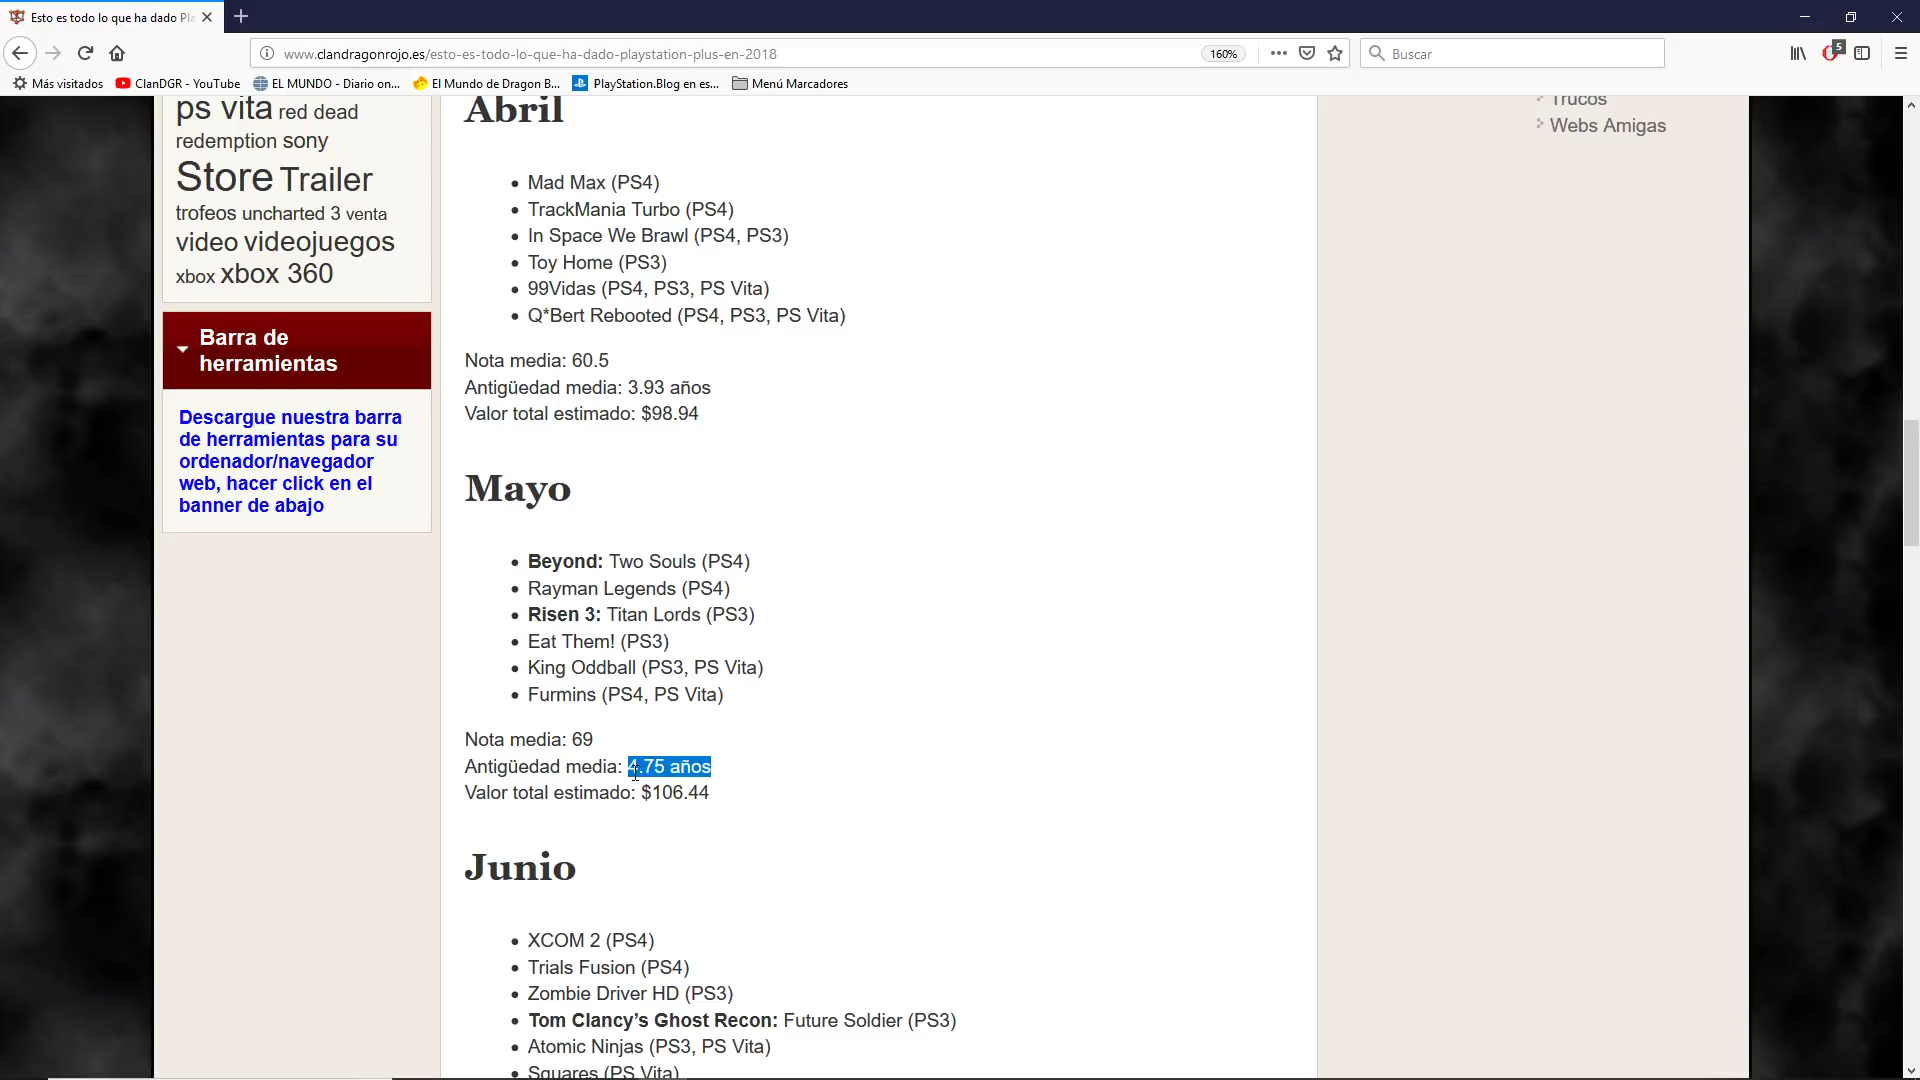 Esto es todo lo que ha dado Pla
www.clandragonrojo.es/esto-es-todo-lo-que-ha-dado-playstation-plus-en-2018
160%
Buscar
5
Más visitados
ClanDGR - YouTube
EL MUNDO - Diario on...
El Mundo de Dragon B...
PlayStation.Blog en es...
Menú Marcadores
ps vita red dead
redemption sony
Store Trailer
trofeos uncharted 3 venta
video videojuegos
xbox xbox 360
Barra de
herramientas
Descargue nuestra barra
de herramientas para su
ordenador/navegador
web, hacer click en el
banner de abajo
Abril
Mad Max (PS4)
TrackMania Turbo (PS4)
In Space We Brawl (PS4, PS3)
Toy Home (PS3)
99Vidas (PS4, PS3, PS Vita)
Q*Bert Rebooted (PS4, PS3, PS Vita)
Nota media: 60.5
Antigüedad media: 3.93 años
Valor total estimado: $98.94
Mayo
Beyond: Two Souls (PS4)
Rayman Legends (PS4)
Risen 3: Titan Lords (PS3)
Eat Them! (PS3)
King Oddball (PS3, PS Vita)
Furmins (PS4, PS Vita)
Nota media: 69
Antigüedad media: 4.75 años
Valor total estimado: $106.44
Junio
XCOM 2 (PS4)
Trials Fusion (PS4)
Zombie Driver HD (PS3)
Tom Clancy’s Ghost Recon: Future Soldier (PS3)
Atomic Ninjas (PS3, PS Vita)
Squares (PS Vita)
Trucos
Webs Amigas